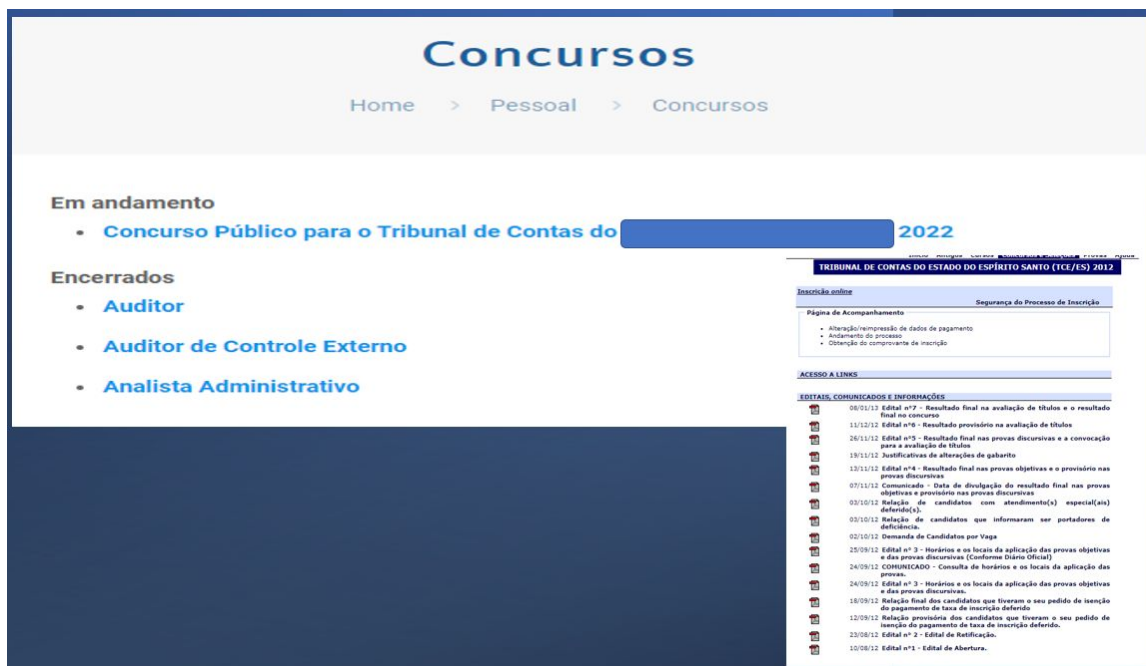 Concursos
Home > Pessoal > Concursos
Em andamento
• Concurso Público para o Tribunal de Contas do 2022
Encerrados
• Auditor
• Auditor de Controle Externo
• Analista Administrativo
Início Antigos Cursos Concursos e Seleções Provas Ajuda
TRIBUNAL DE CONTAS DO ESTADO DO ESPÍRITO SANTO (TCE/ES) 2012
Inscrição online
Segurança do Processo de Inscrição
Página de Acompanhamento
• Alteração/reimpressão de dados de pagamento
• Andamento do processo
• Obtenção do comprovante de inscrição
ACESSO A LINKS
EDITAIS, COMUNICADOS E INFORMAÇÕES
08/01/13 Edital nº7 - Resultado final na avaliação de títulos e o resultado
final no concurso
11/12/12 Edital nº6 - Resultado provisório na avaliação de títulos
26/11/12 Edital nº5 - Resultado final nas provas discursivas e a convocação
para a avaliação de títulos
19/11/12 Justificativas de alterações de gabarito
13/11/12 Edital nº4 - Resultado final nas provas objetivas e o provisório nas
provas discursivas
07/11/12 Comunicado - Data de divulgação do resultado final nas provas
objetivas e provisório nas provas discursivas
03/10/12 Relação de candidatos com atendimento(s) especial(ais)
deferido(s).
03/10/12 Relação de candidatos que informaram ser portadores de
deficiência.
02/10/12 Demanda de Candidatos por Vaga
25/09/12 Edital nº 3 - Horários e os locais da aplicação das provas objetivas
e das provas discursivas (Conforme Diário Oficial)
24/09/12 COMUNICADO - Consulta de horários e os locais da aplicação das
provas.
24/09/12 Edital nº 3 - Horários e os locais da aplicação das provas objetivas
e das provas discursivas.
18/09/12 Relação final dos candidatos que tiveram o seu pedido de isenção
do pagamento de taxa de inscrição deferido
12/09/12 Relação provisória dos candidatos que tiveram o seu pedido de
isenção do pagamento de taxa de inscrição deferido.
23/08/12 Edital nº 2 - Edital de Retificação.
10/08/12 Edital nº1 - Edital de Abertura.